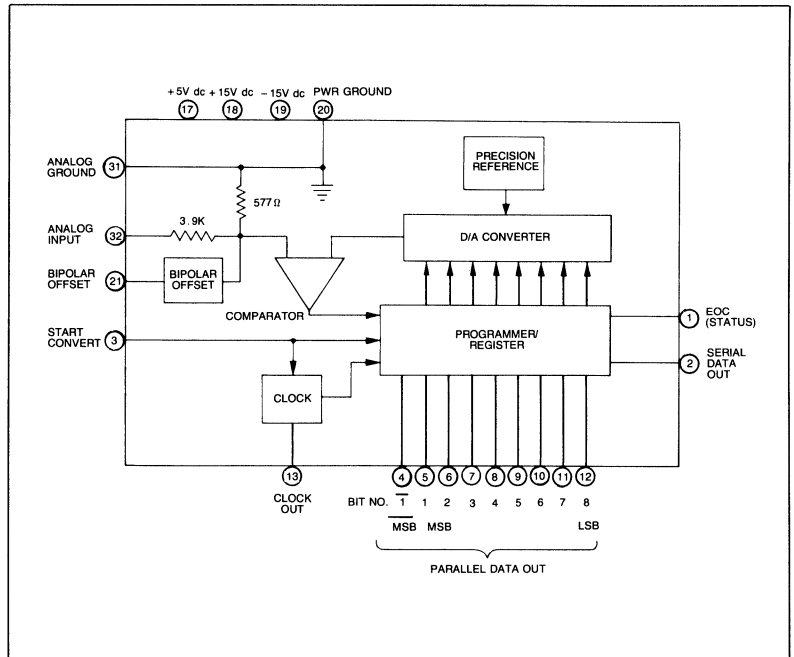 +5V dc +15V dc -15V dc PWR GROUND
17 18 19 20
ANALOG
GROUND 31
577Ω
PRECISION
REFERENCE
3.9K
ANALOG
INPUT 32
D/A CONVERTER
BIPOLAR
OFFSET 21
BIPOLAR
OFFSET
COMPARATOR
START
CONVERT 3
PROGRAMMER/
REGISTER
1 EOC
(STATUS)
2 SERIAL
DATA
OUT
CLOCK
13
CLOCK
OUT
4 5 6 7 8 9 10 11 12
BIT NO. 1̅ 1 2 3 4 5 6 7 8
M̅S̅B̅ MSB LSB
PARALLEL DATA OUT